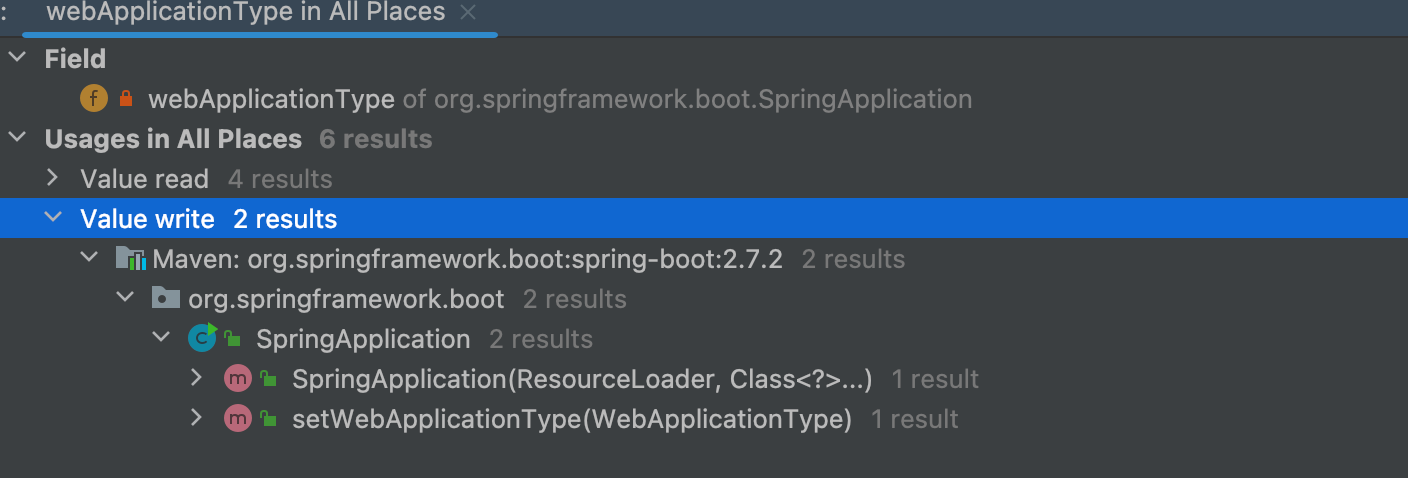 : webApplicationType in All Places
Field
f webApplicationType of org.springframework.boot.SpringApplication
Usages in All Places 6 results
Value read 4 results
Value write 2 results
Maven: org.springframework.boot:spring-boot:2.7.2 2 results
org.springframework.boot 2 results
C SpringApplication 2 results
m SpringApplication(ResourceLoader, Class<?>...) 1 result
m setWebApplicationType(WebApplicationType) 1 result